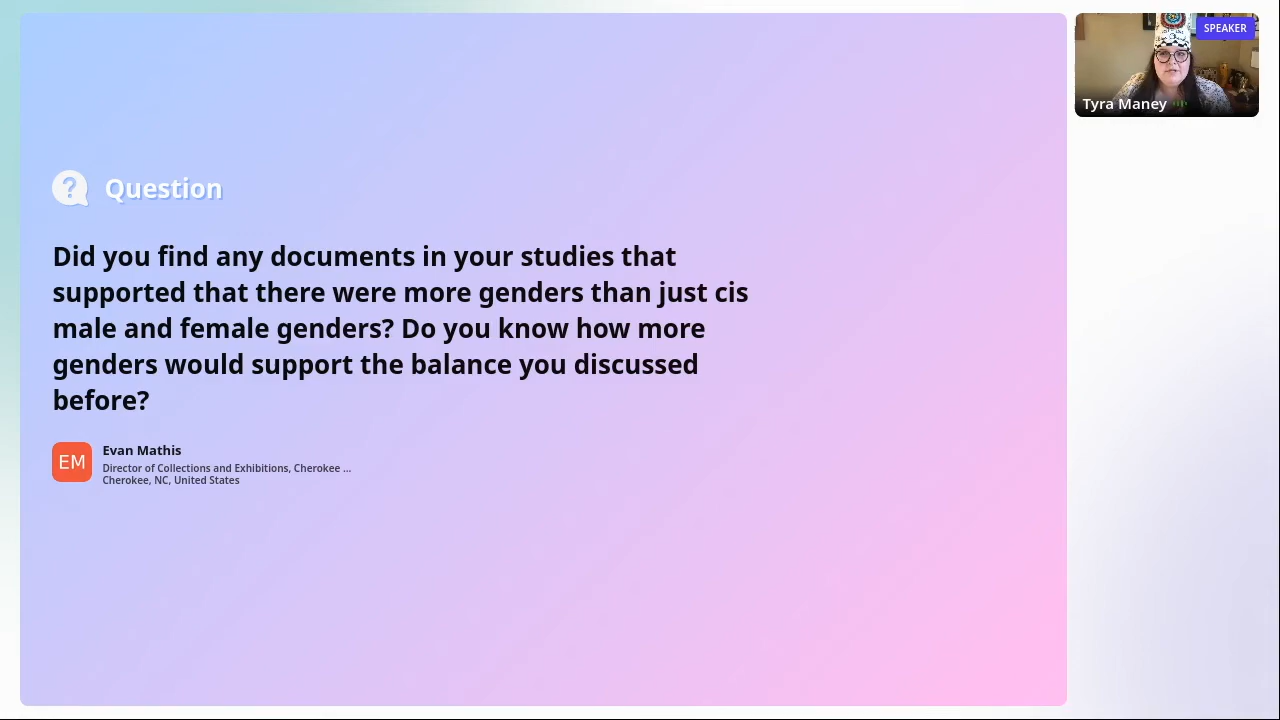 Question
Did you find any documents in your studies that
supported that there were more genders than just cis
male and female genders? Do you know how more
genders would support the balance you discussed
before?
EM
Evan Mathis
Director of Collections and Exhibitions, Cherokee ...
Cherokee, NC, United States
SPEAKER
Tyra Maney